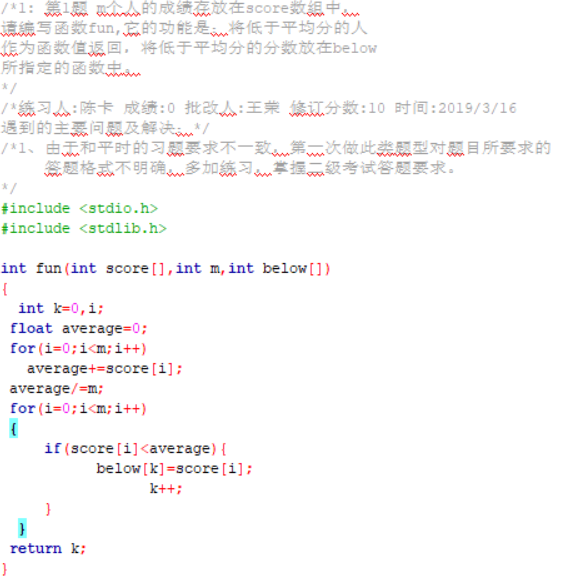 /*1: 第1题 m个人的成绩存放在score数组中，
请编写函数fun,它的功能是：将低于平均分的人
作为函数值返回，将低于平均分的分数放在below
所指定的函数中。
*/
/*练习人:陈卡 成绩:0 批改人:王荣 修订分数:10 时间:2019/3/16
遇到的主要问题及解决：*/
/*1、由于和平时的习题要求不一致，第一次做此类题型对题目所要求的
答题格式不明确，多加练习，掌握二级考试答题要求。
*/
#include <stdio.h>
#include <stdlib.h>
int fun(int score[],int m,int below[])
{
int k=0,i;
float average=0;
for(i=0;i<m;i++)
average+=score[i];
average/=m;
for(i=0;i<m;i++)
{
if(score[i]<average){
below[k]=score[i];
k++;
}
}
return k;
}